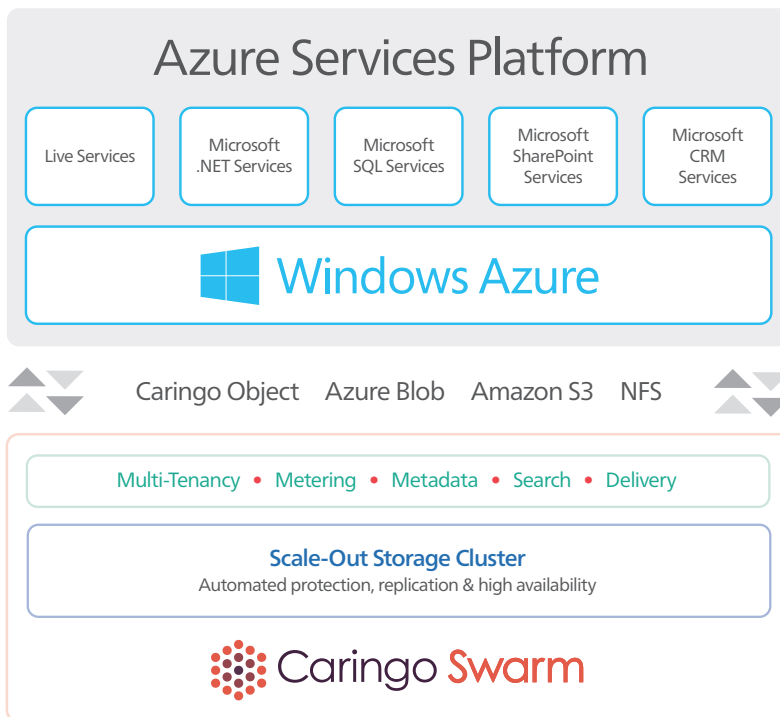 Azure Services Platform
Live Services
Microsoft
.NET Services
Microsoft
SQL Services
Microsoft
SharePoint
Services
Microsoft
CRM
Services
Windows Azure
Caringo Object Azure Blob Amazon S3 NFS
Multi-Tenancy • Metering • Metadata • Search • Delivery
Scale-Out Storage Cluster
Automated protection, replication & high availability
Caringo Swarm